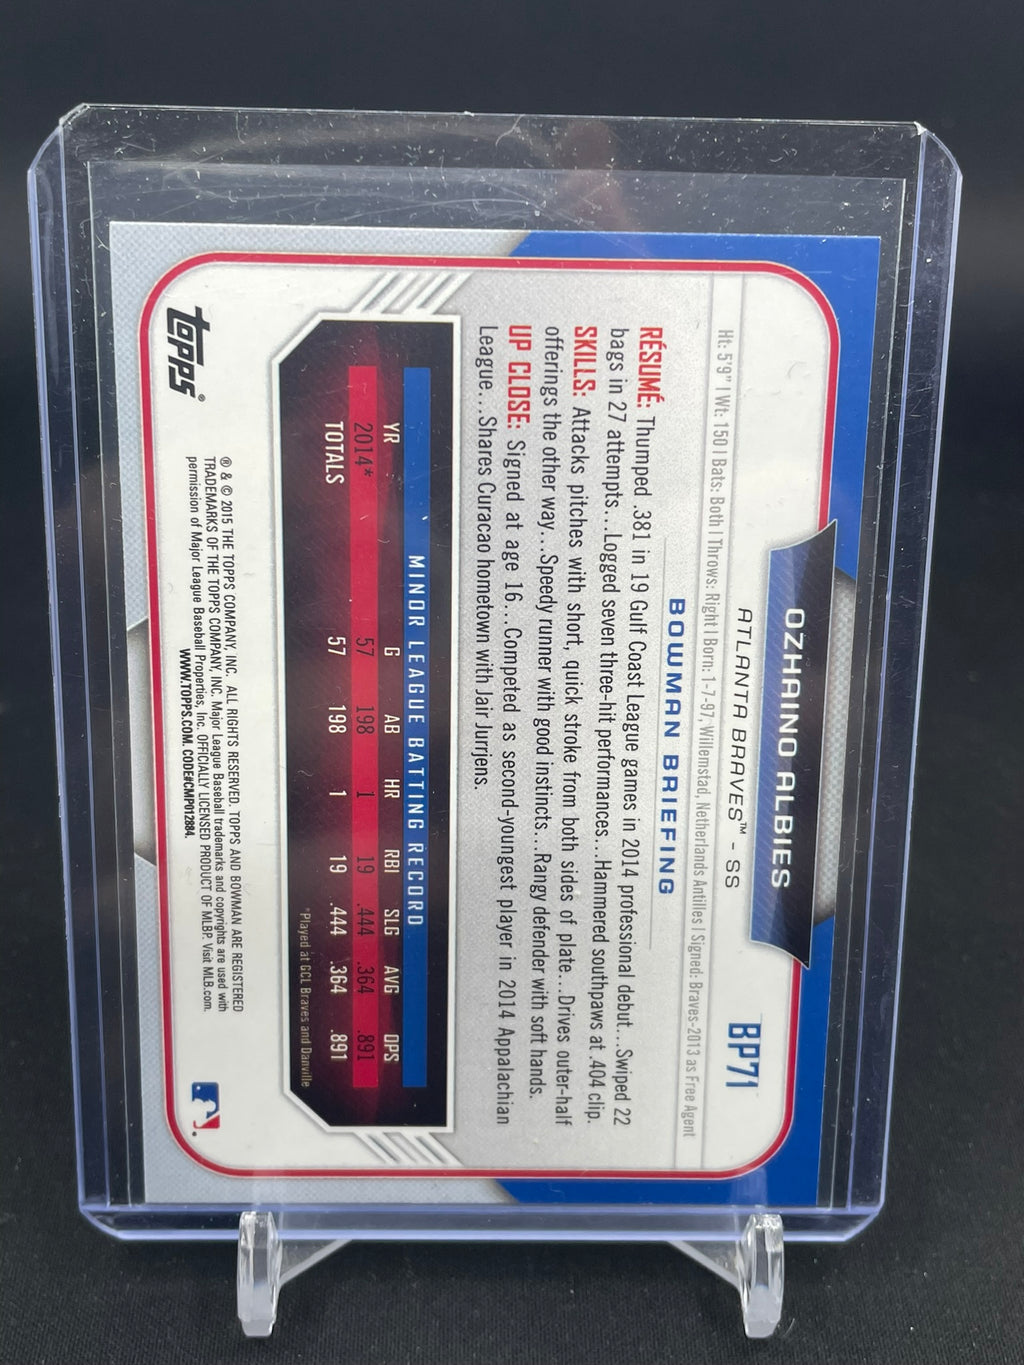 OZHAINO ALBIES
ATLANTA BRAVES™ - SS
BP71
Ht: 5'9" | Wt: 150 | Bats: Both | Throws: Right | Born: 1-7-97, Willemstad, Netherlands Antilles | Signed: Braves-2013 as Free Agent
BOWMAN BRIEFING
RÉSUMÉ: Thumped .381 in 19 Gulf Coast League games in 2014 professional debut...Swiped 22
bags in 27 attempts...Logged seven three-hit performances...Hammered southpaws at .404 clip.
SKILLS: Attacks pitches with short, quick stroke from both sides of plate...Drives outer-half
offerings the other way...Speedy runner with good instincts...Rangy defender with soft hands.
UP CLOSE: Signed at age 16...Competed as second-youngest player in 2014 Appalachian
League...Shares Curacao hometown with Jair Jurrjens.
MINOR LEAGUE BATTING RECORD
YR G AB HR RBI SLG AVG OPS
2014* 57 198 1 19 .444 .364 .891
TOTALS 57 198 1 19 .444 .364 .891
*Played at GCL Braves and Danville
topps®
® & © 2015 THE TOPPS COMPANY, INC. ALL RIGHTS RESERVED. TOPPS AND BOWMAN ARE REGISTERED
TRADEMARKS OF THE TOPPS COMPANY, INC. Major League Baseball trademarks and copyrights are used with
permission of Major League Baseball Properties, Inc. OFFICIALLY LICENSED PRODUCT OF MLBP. Visit MLB.com.
WWW.TOPPS.COM. CODE#CMP012884.